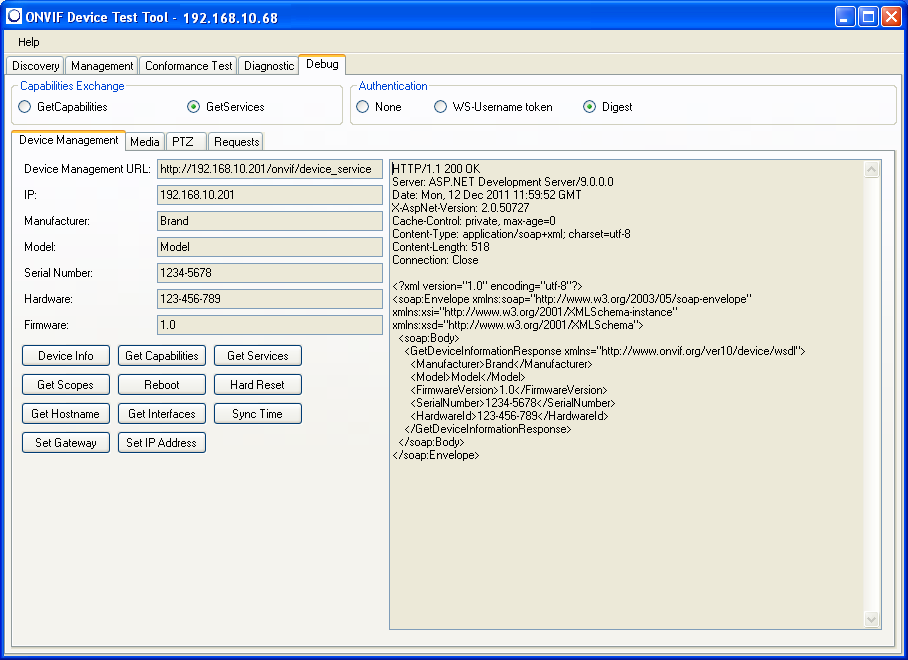 ONVIF Device Test Tool - 192.168.10.68
Help
Discovery Management Conformance Test Diagnostic Debug
Capabilities Exchange
GetCapabilities GetServices
Authentication
None WS-Username token Digest
Device Management Media PTZ Requests
Device Management URL: http://192.168.10.201/onvif/device_service
IP: 192.168.10.201
Manufacturer: Brand
Model: Model
Serial Number: 1234-5678
Hardware: 123-456-789
Firmware: 1.0
Device Info Get Capabilities Get Services
Get Scopes Reboot Hard Reset
Get Hostname Get Interfaces Sync Time
Set Gateway Set IP Address
HTTP/1.1 200 OK
Server: ASP.NET Development Server/9.0.0.0
Date: Mon, 12 Dec 2011 11:59:52 GMT
X-AspNet-Version: 2.0.50727
Cache-Control: private, max-age=0
Content-Type: application/soap+xml; charset=utf-8
Content-Length: 518
Connection: Close
<?xml version="1.0" encoding="utf-8"?>
<soap:Envelope xmlns:soap="http://www.w3.org/2003/05/soap-envelope"
xmlns:xsi="http://www.w3.org/2001/XMLSchema-instance"
xmlns:xsd="http://www.w3.org/2001/XMLSchema">
<soap:Body>
<GetDeviceInformationResponse xmlns="http://www.onvif.org/ver10/device/wsdl">
<Manufacturer>Brand</Manufacturer>
<Model>Model</Model>
<FirmwareVersion>1.0</FirmwareVersion>
<SerialNumber>1234-5678</SerialNumber>
<HardwareId>123-456-789</HardwareId>
</GetDeviceInformationResponse>
</soap:Body>
</soap:Envelope>